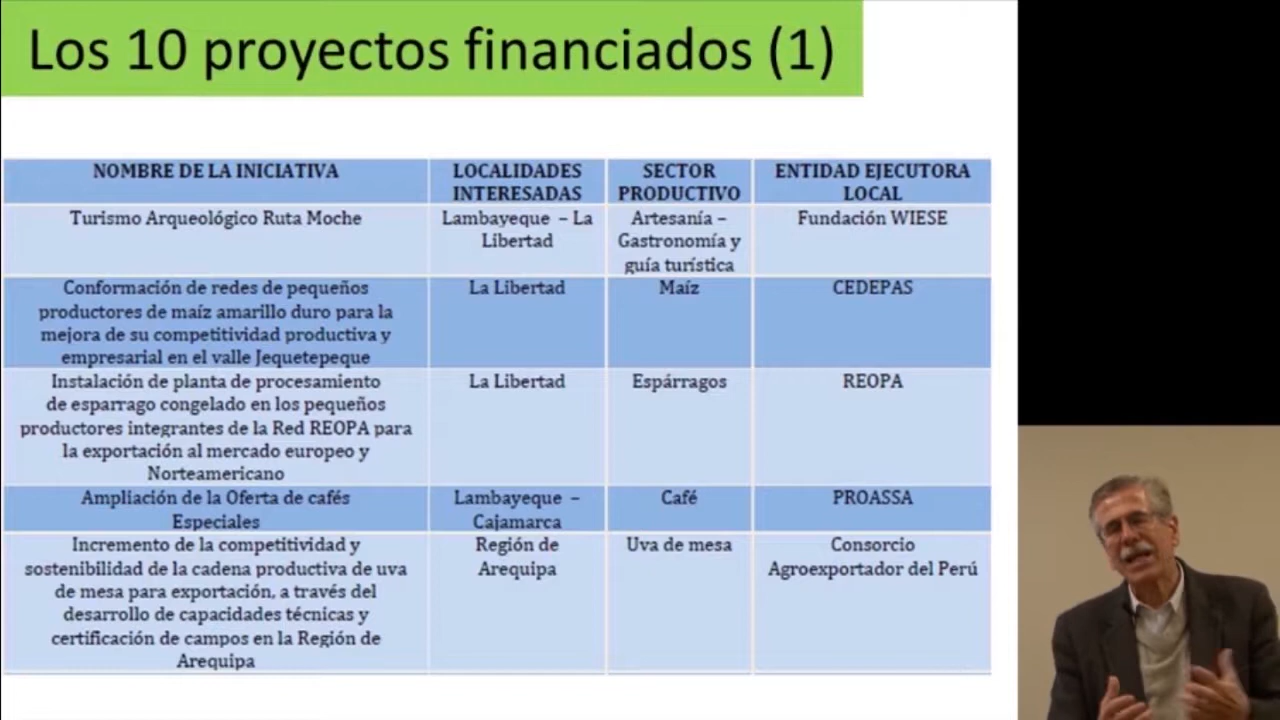 Los 10 proyectos financiados (1)
NOMBRE DE LA INICIATIVA
LOCALIDADES
INTERESADAS
SECTOR
PRODUCTIVO
ENTIDAD EJECUTORA
LOCAL
Turismo Arqueológico Ruta Moche
Lambayeque – La
Libertad
Artesanía –
Gastronomía y
guía turística
Fundación WIESE
Conformación de redes de pequeños
productores de maíz amarillo duro para la
mejora de su competitividad productiva y
empresarial en el valle Jequetepeque
La Libertad
Maíz
CEDEPAS
Instalación de planta de procesamiento
de esparrago congelado en los pequeños
productores integrantes de la Red REOPA para
la exportación al mercado europeo y
Norteamericano
La Libertad
Espárragos
REOPA
Ampliación de la Oferta de cafés
Especiales
Lambayeque –
Cajamarca
Café
PROASSA
Incremento de la competitividad y
sostenibilidad de la cadena productiva de uva
de mesa para exportación, a través del
desarrollo de capacidades técnicas y
certificación de campos en la Región de
Arequipa
Región de
Arequipa
Uva de mesa
Consorcio
Agroexportador del Perú